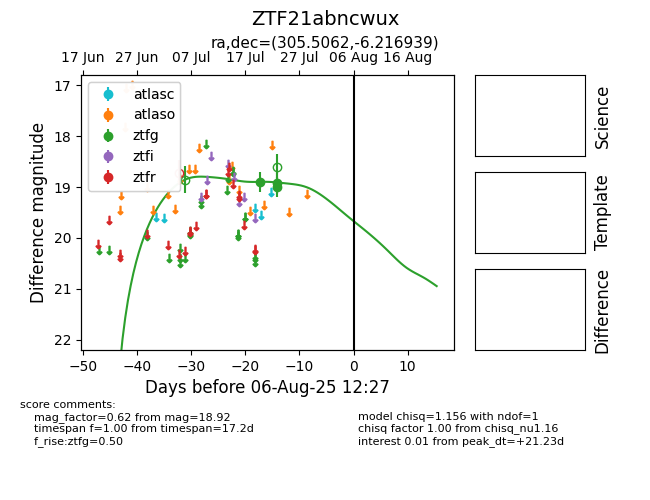 ZTF21abncwux
ra,dec=(305.5062,-6.216939)
17 Jun 27 Jun 07 Jul 17 Jul 27 Jul 06 Aug 16 Aug
17
18
19
20
21
22
Difference magnitude
atlasc
atlaso
ztfg
ztfi
ztfr
−50 −40 −30 −20 −10 0 10
Days before 06-Aug-25 12:27
Science
Template
Difference
score comments:
mag_factor=0.62 from mag=18.92
timespan f=1.00 from timespan=17.2d
f_rise:ztfg=0.50
model chisq=1.156 with ndof=1
chisq factor 1.00 from chisq_nu1.16
interest 0.01 from peak_dt=+21.23d